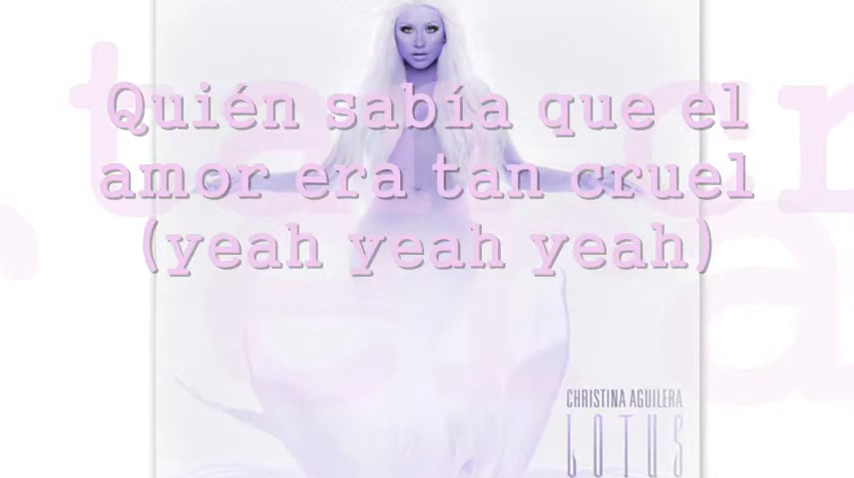 Quién sabía que el
amor era tan cruel
(yeah yeah yeah)
CHRISTINA AGUILERA
LOTUS